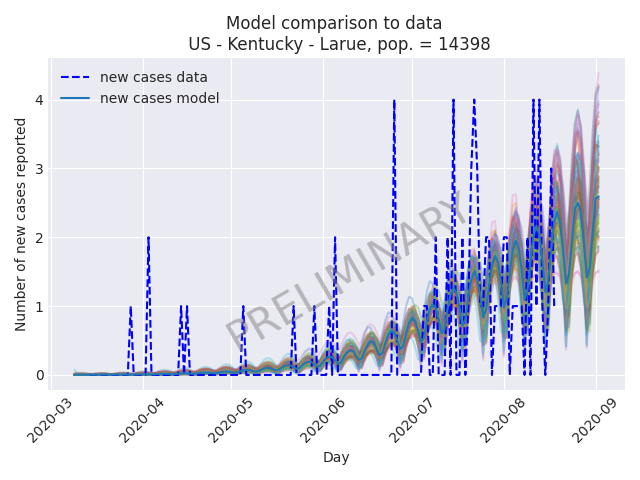 Model comparison to data
US - Kentucky - Larue, pop. = 14398
new cases data
new cases model
Number of new cases reported
4
3
2
1
0
PRELIMINARY
2020-03
2020-04
2020-05
2020-06
2020-07
2020-08
2020-09
Day